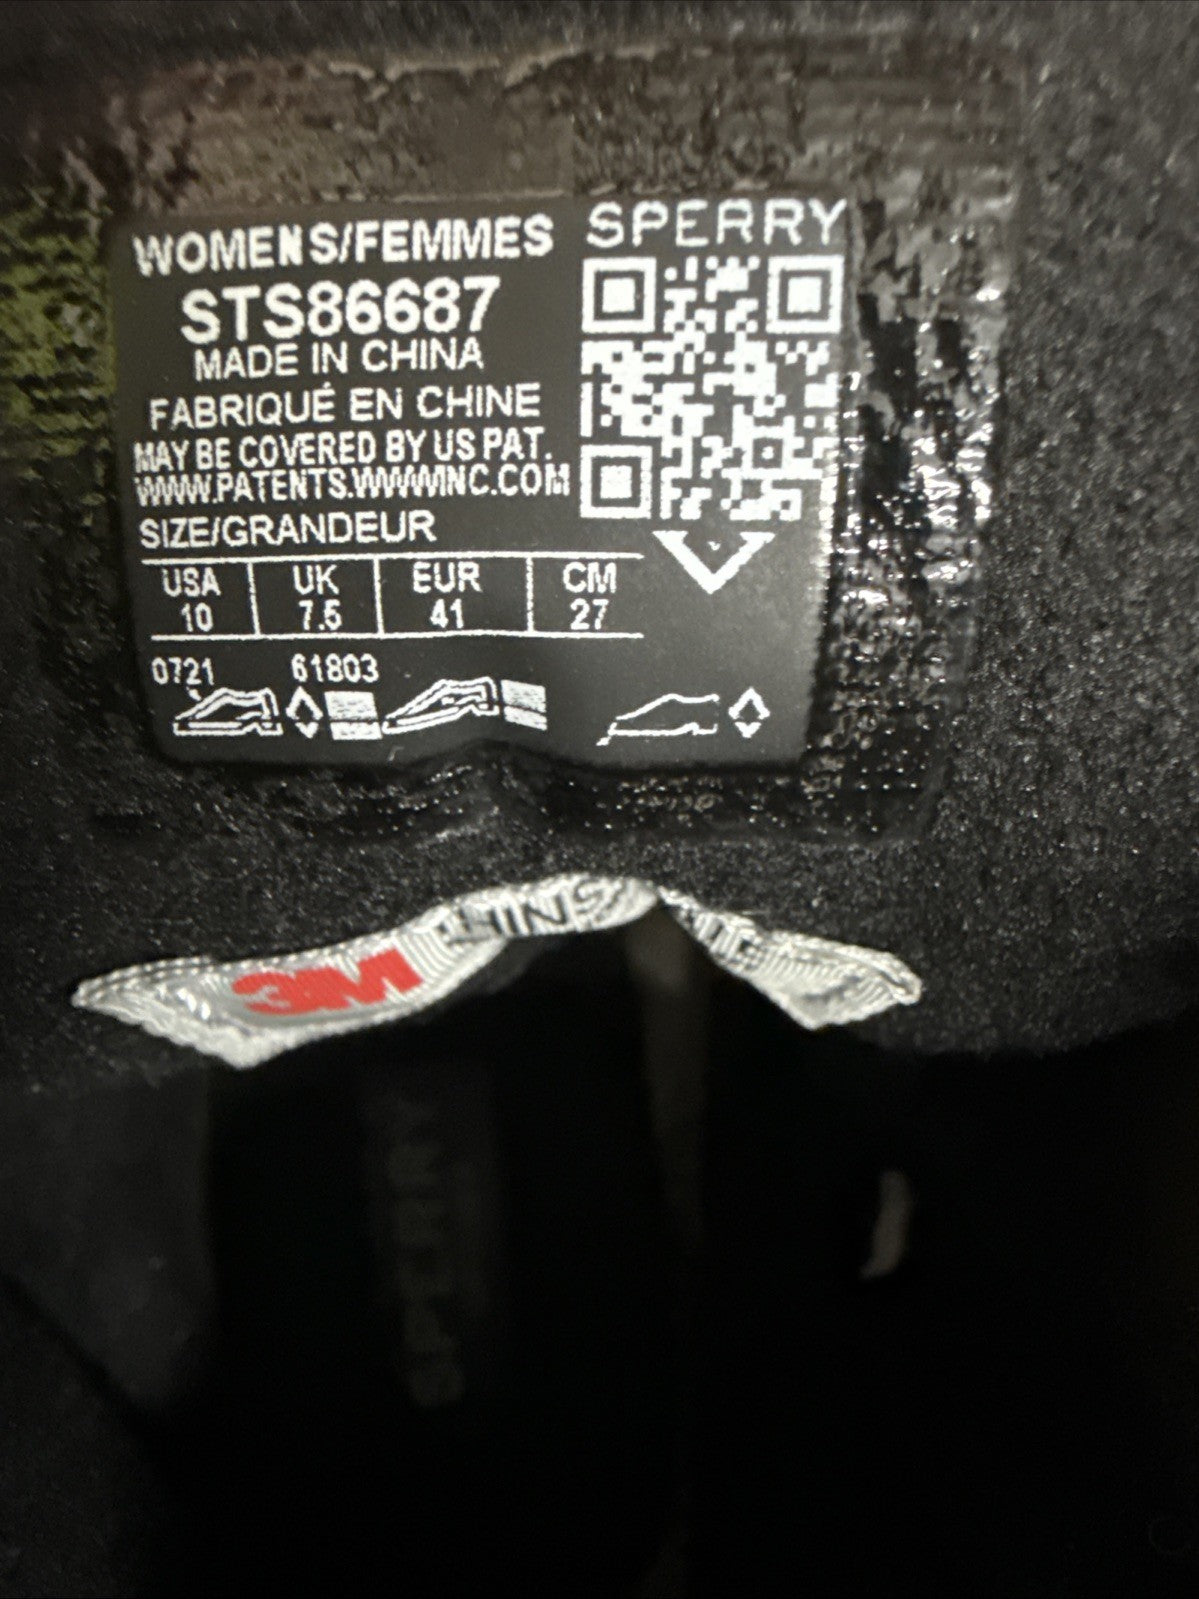 WOMENS/FEMMES
STS86687
MADE IN CHINA
FABRIQUÉ EN CHINE
MAY BE COVERED BY US PAT.
WWW.PATENTS.WWWINC.COM
SIZE/GRANDEUR
USA UK EUR CM
10 7.5 41 27
0721 61803
SPERRY
3M